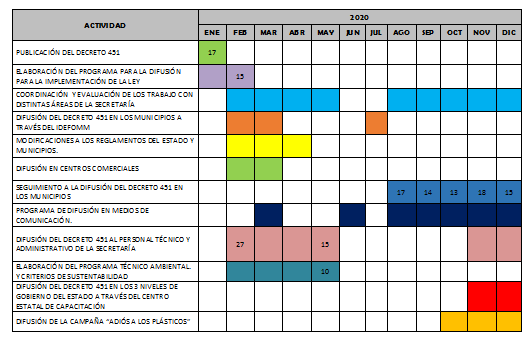 ACTIVIDAD
2020
ENE FEB MAR ABR MAY JUN JUL AGO SEP OCT NOV DIC
PUBLICACIÓN DEL DECRETO 451
17
ELABORACIÓN DEL PROGRAMA PARA LA DIFUSIÓN
PARA LA IMPLEMENTACIÓN DE LA LEY
15
COORDINACIÓN Y EVALUACIÓN DE LOS TRABAJO CON
DISTINTAS ÁREAS DE LA SECRETARÍA
DIFUSIÓN DEL DECRETO 451 EN LOS MUNICIPIOS A
TRAVÉS DEL IDEFOMM
MODIFICACIONES A LOS REGLAMENTOS DEL ESTADO Y
MUNICIPIOS.
DIFUSIÓN EN CENTROS COMERCIALES
SEGUIMIENTO A LA DIFUSIÓN DEL DECRETO 451 EN
LOS MUNICIPIOS
17 14 13 18 15
PROGRAMA DE DIFUSIÓN EN MEDIOS DE
COMUNICACIÓN.
DIFUSIÓN DEL DECRETO 451 AL PERSONAL TÉCNICO Y
ADMINISTRATIVO DE LA SECRETARÍA
27 15
ELABORACIÓN DEL PROGRAMA TÉCNICO AMBIENTAL.
Y CRITERIOS DE SUSTENTABILIDAD
10
DIFUSIÓN DEL DECRETO 451 EN LOS 3 NIVELES DE
GOBIERNO DEL ESTADO A TRAVÉS DEL CENTRO
ESTATAL DE CAPACITACIÓN
DIFUSIÓN DE LA CAMPAÑA "ADIÓS A LOS PLÁSTICOS"